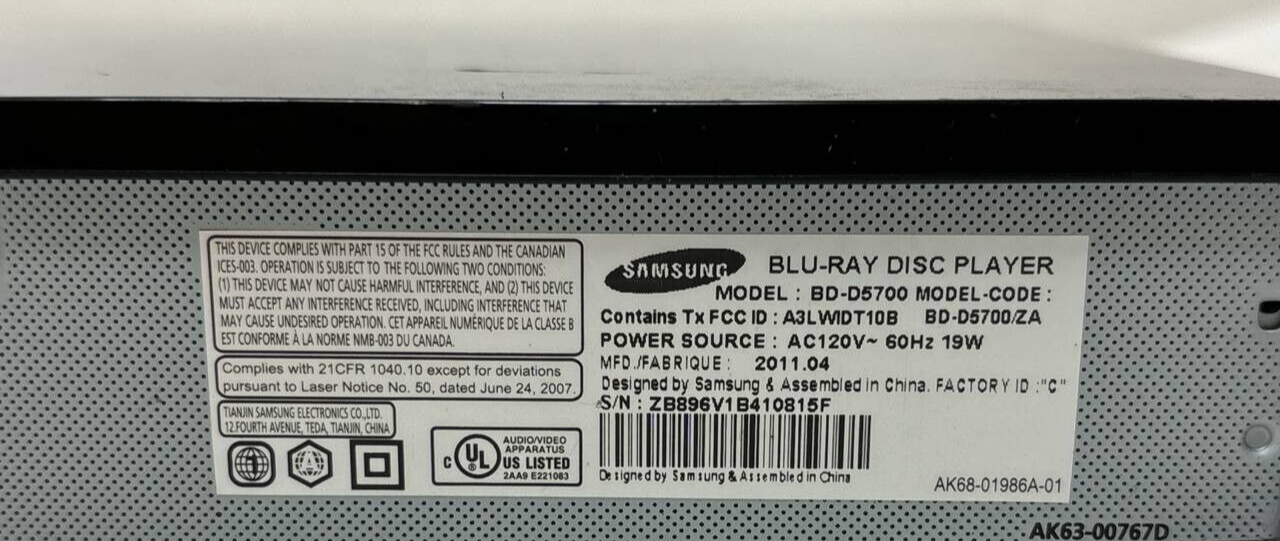 THIS DEVICE COMPLIES WITH PART 15 OF THE FCC RULES AND THE CANADIAN
ICES-003. OPERATION IS SUBJECT TO THE FOLLOWING TWO CONDITIONS:
(1) THIS DEVICE MAY NOT CAUSE HARMFUL INTERFERENCE, AND (2) THIS DEVICE
MUST ACCEPT ANY INTERFERENCE RECEIVED, INCLUDING INTERFERENCE THAT
MAY CAUSE UNDESIRED OPERATION. CET APPAREIL NUMÉRIQUE DE LA CLASSE B
EST CONFORME À LA NORME NMB-003 DU CANADA.
Complies with 21CFR 1040.10 except for deviations
pursuant to Laser Notice No. 50, dated June 24, 2007.
TIANJIN SAMSUNG ELECTRONICS CO.,LTD.
12.FOURTH AVENUE, TEDA, TIANJIN, CHINA
C UL
AUDIO/VIDEO
APPARATUS
US LISTED
2AA9 E221083
SAMSUNG BLU-RAY DISC PLAYER
MODEL : BD-D5700 MODEL-CODE :
Contains Tx FCC ID : A3LWIDT10B BD-D5700/ZA
POWER SOURCE : AC120V~ 60Hz 19W
MFD./FABRIQUE : 2011.04
Designed by Samsung & Assembled in China. FACTORY ID :"C"
S/N : ZB896V1B410815F
Designed by Samsung & Assembled in China
AK68-01986A-01
AK63-00767D